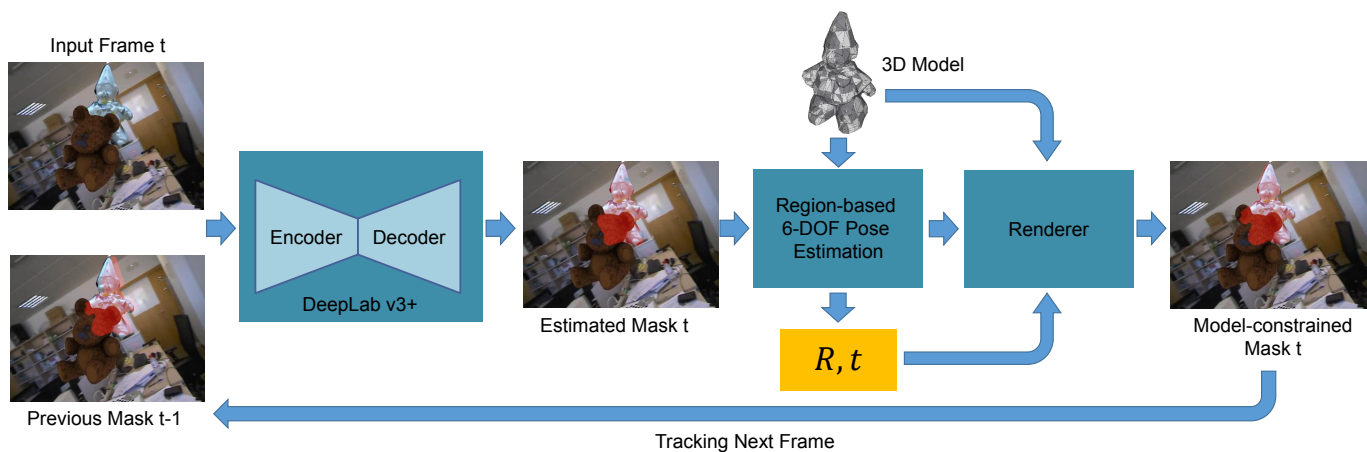 Input Frame t
3D Model
Encoder
Decoder
DeepLab v3+
Estimated Mask t
Region-based
6-DOF Pose
Estimation
Renderer
R, t
Model-constrained
Mask t
Previous Mask t-1
Tracking Next Frame